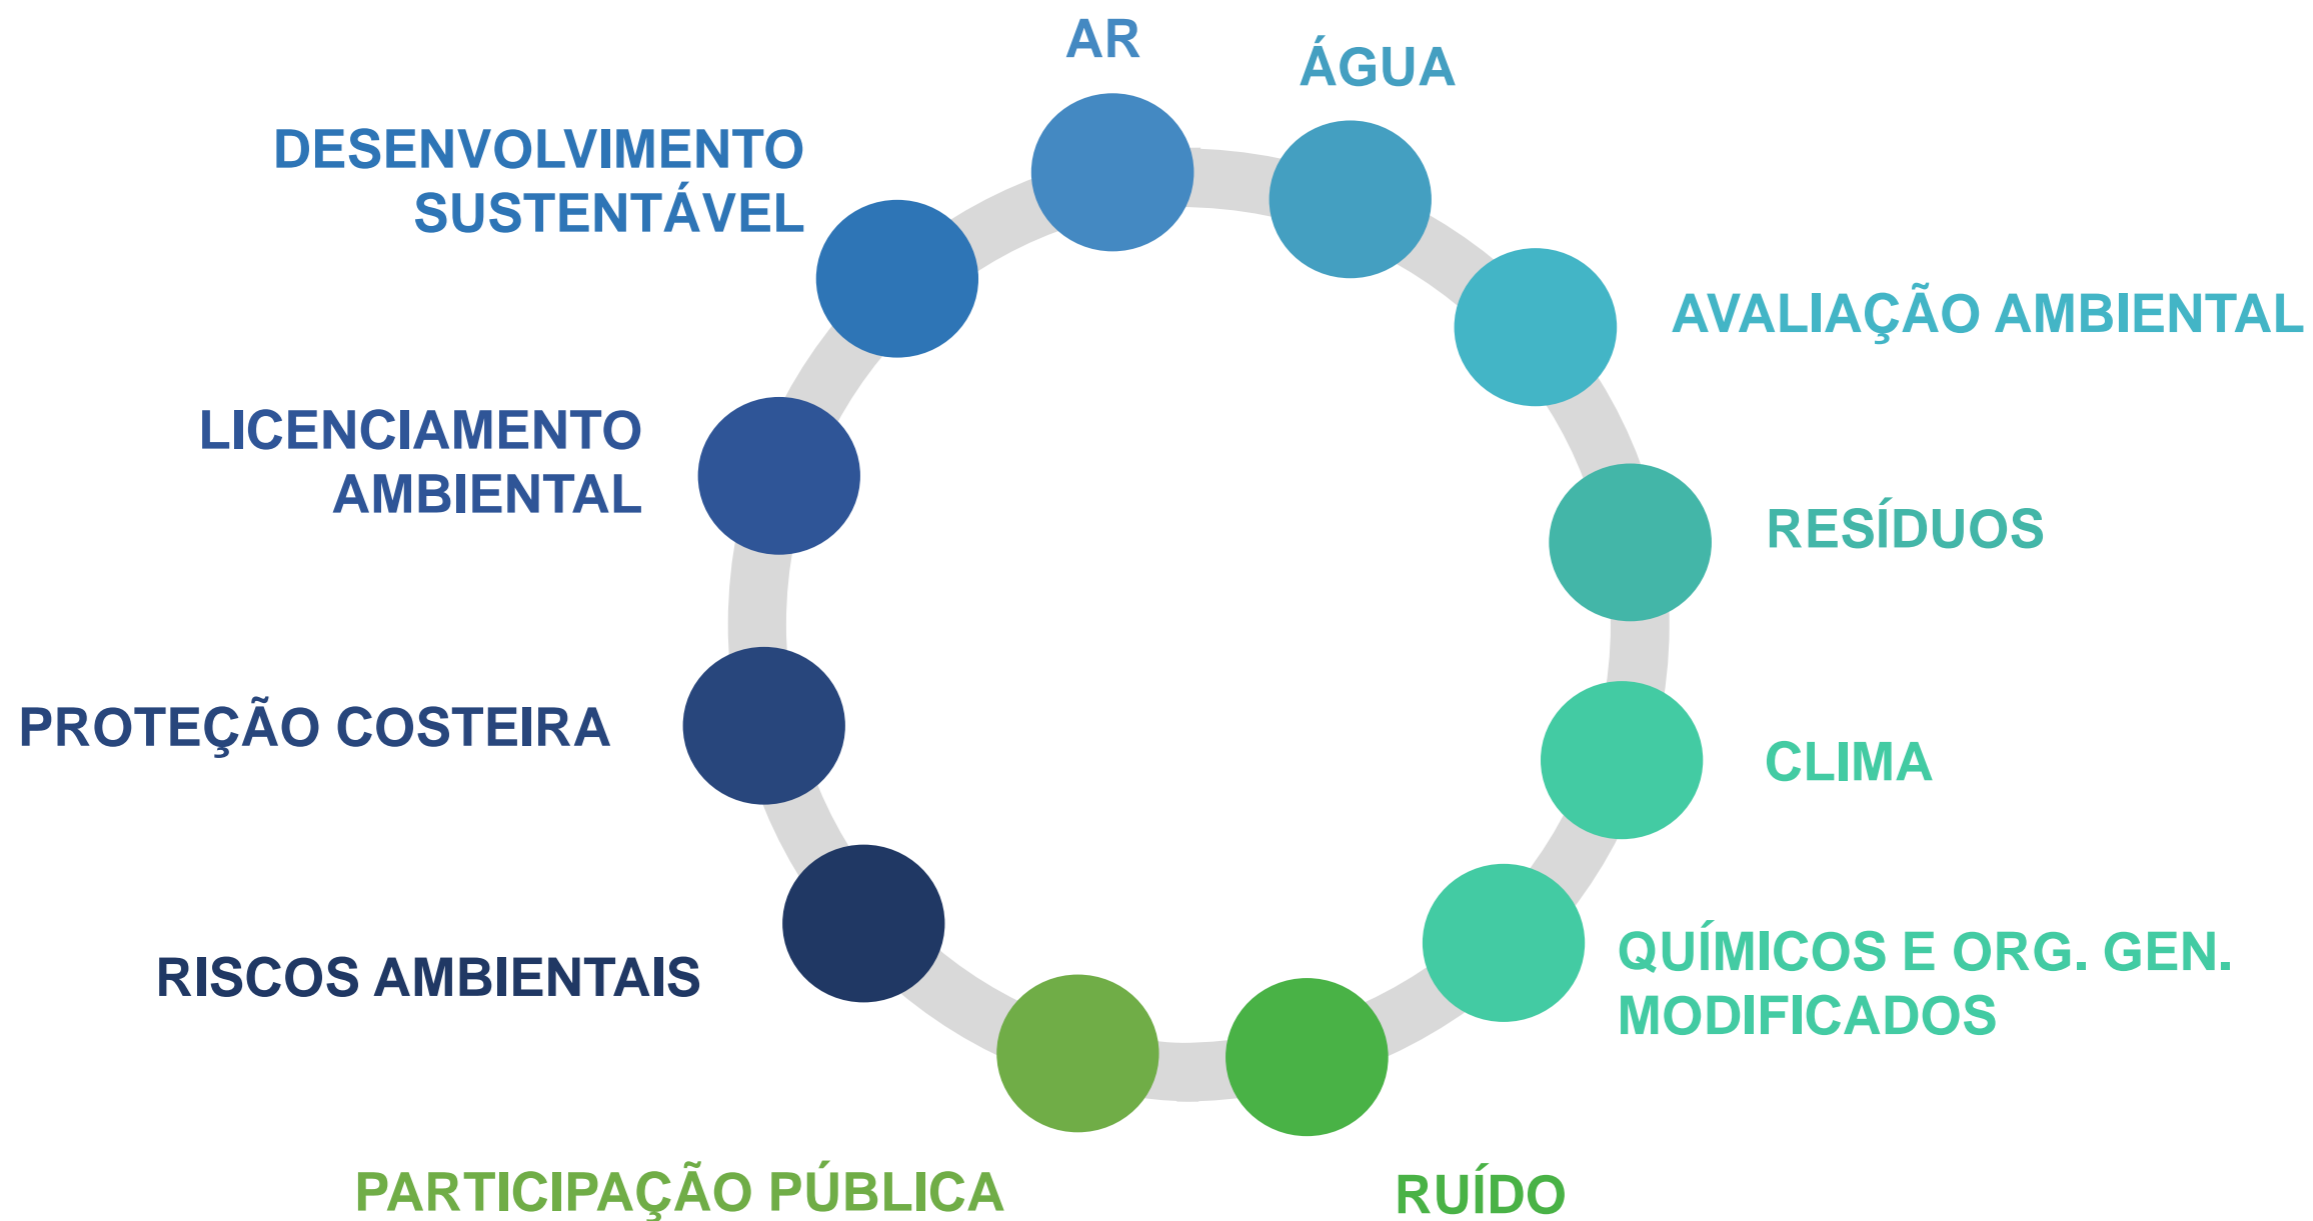 AR
ÁGUA
DESENVOLVIMENTO
SUSTENTÁVEL
AVALIAÇÃO AMBIENTAL
LICENCIAMENTO
AMBIENTAL
RESÍDUOS
PROTEÇÃO COSTEIRA
CLIMA
RISCOS AMBIENTAIS
QUÍMICOS E ORG. GEN.
MODIFICADOS
PARTICIPAÇÃO PÚBLICA
RUÍDO